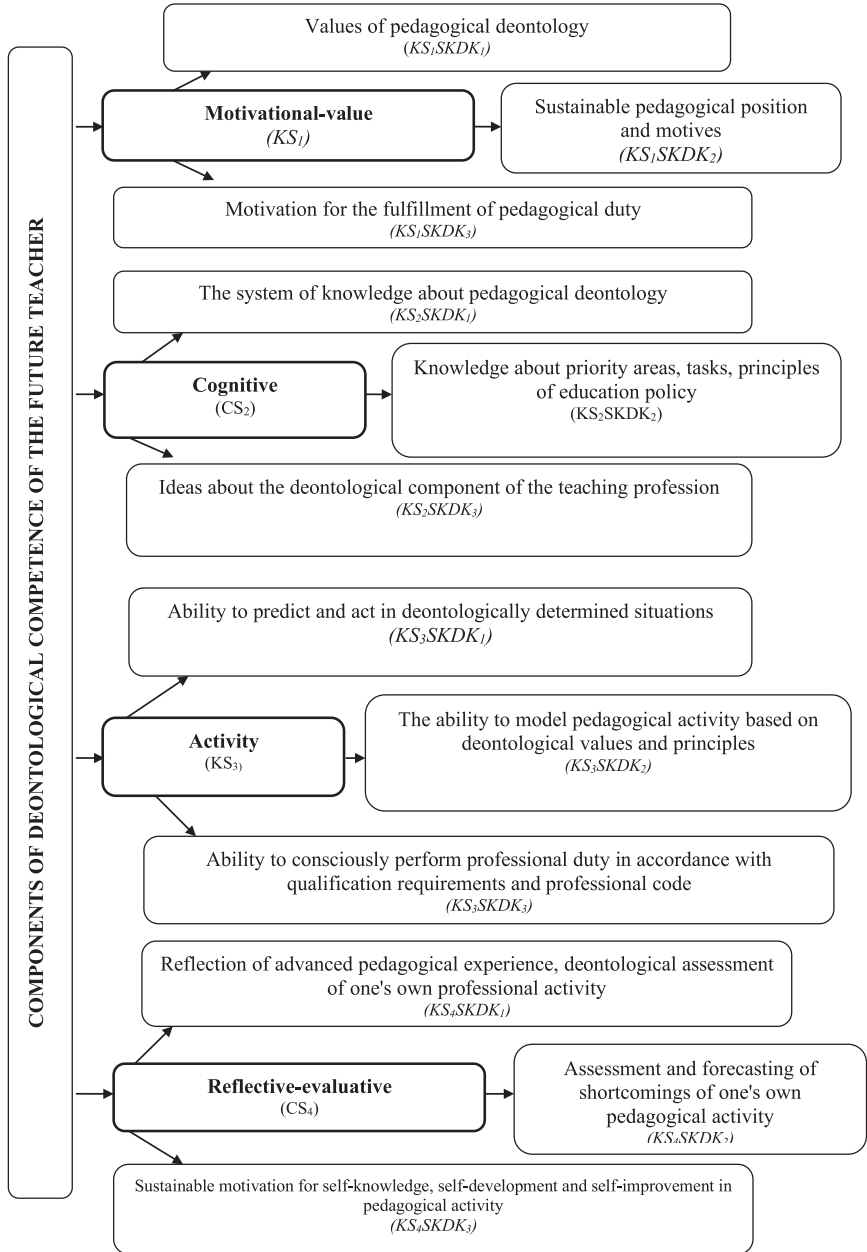 COMPONENTS OF DEONTOLOGICAL COMPETENCE OF THE FUTURE TEACHER
Values of pedagogical deontology
(KS₁SKDK₁)
Motivational-value
(KS₁)
Sustainable pedagogical position
and motives
(KS₁SKDK₂)
Motivation for the fulfillment of pedagogical duty
(KS₁SKDK₃)
The system of knowledge about pedagogical deontology
(KS₂SKDK₁)
Cognitive
(CS₂)
Knowledge about priority areas, tasks, principles
of education policy
(KS₂SKDK₂)
Ideas about the deontological component of the teaching profession
(KS₂SKDK₃)
Ability to predict and act in deontologically determined situations
(KS₃SKDK₁)
Activity
(KS₃)
The ability to model pedagogical activity based on
deontological values and principles
(KS₃SKDK₂)
Ability to consciously perform professional duty in accordance with
qualification requirements and professional code
(KS₃SKDK₃)
Reflection of advanced pedagogical experience, deontological assessment
of one's own professional activity
(KS₄SKDK₁)
Reflective-evaluative
(CS₄)
Assessment and forecasting of
shortcomings of one's own
pedagogical activity
(KS₄SKDK₂)
Sustainable motivation for self-knowledge, self-development and self-improvement in
pedagogical activity
(KS₄SKDK₃)